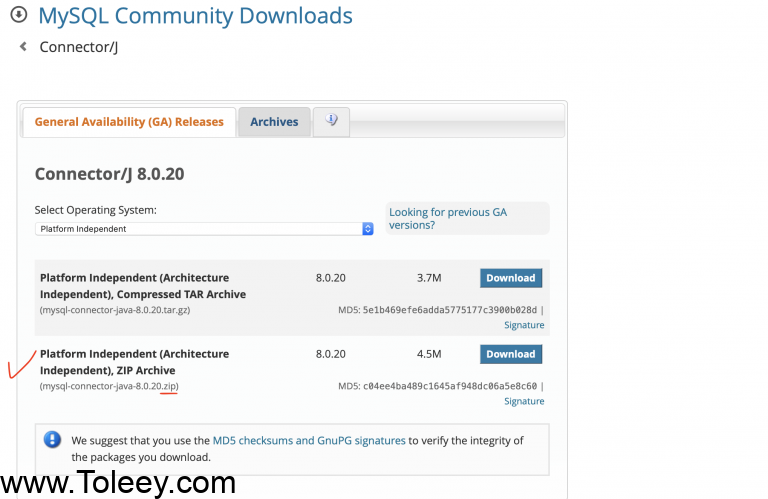 MySQL Community Downloads
Connector/J
General Availability (GA) Releases
Archives
Connector/J 8.0.20
Select Operating System:
Looking for previous GA versions?
Platform Independent
Platform Independent (Architecture Independent), Compressed TAR Archive
8.0.20
3.7M
Download
(mysql-connector-java-8.0.20.tar.gz)
MD5: 5e1b469efe6adda5775177c3900b028d |
Signature
Platform Independent (Architecture Independent), ZIP Archive
8.0.20
4.5M
Download
(mysql-connector-java-8.0.20.zip)
MD5: c04ee4ba489c1645af948dc06a5e8c60 |
Signature
We suggest that you use the MD5 checksums and GnuPG signatures to verify the integrity of
the packages you download.
www.Toleey.com